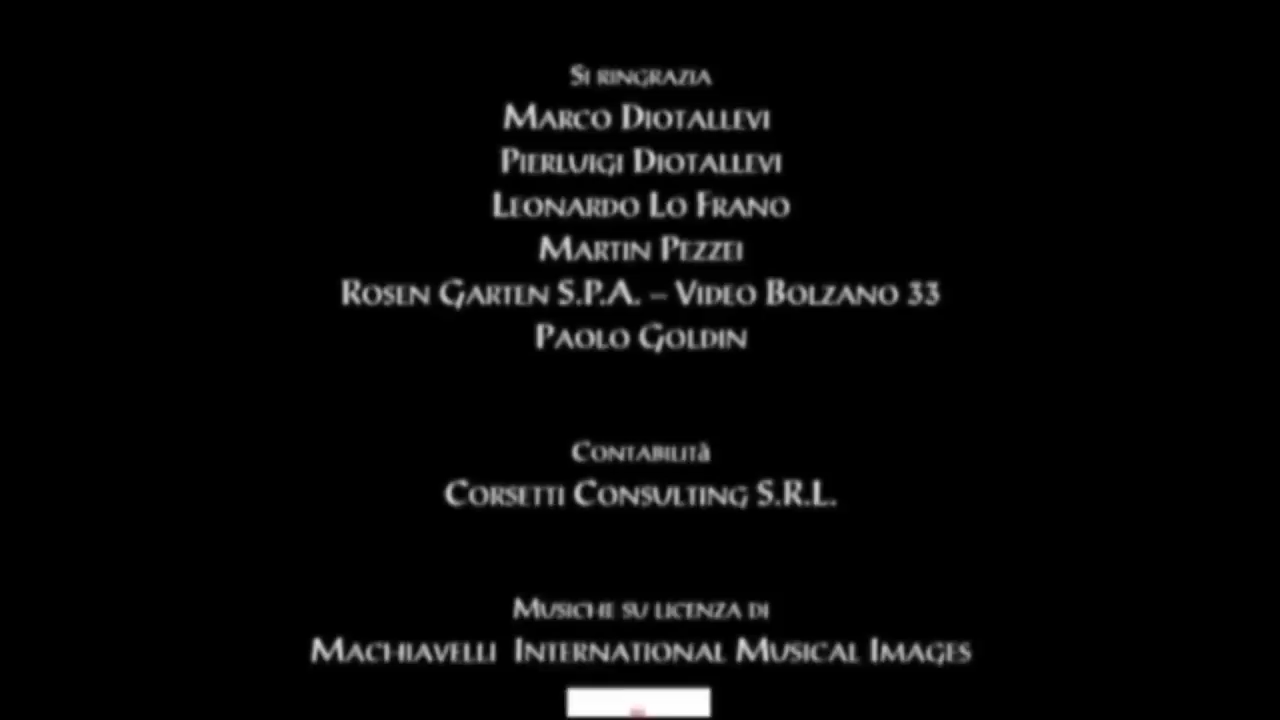 Si ringrazia
Marco Diotallevi
Pierluigi Diotallevi
Leonardo Lo Frano
Martin Pezzei
Rosen Garten S.P.A. – Video Bolzano 33
Paolo Goldin
Contabilità
Corsetti Consulting S.R.L.
Musiche su licenza di
Machiavelli International Musical Images